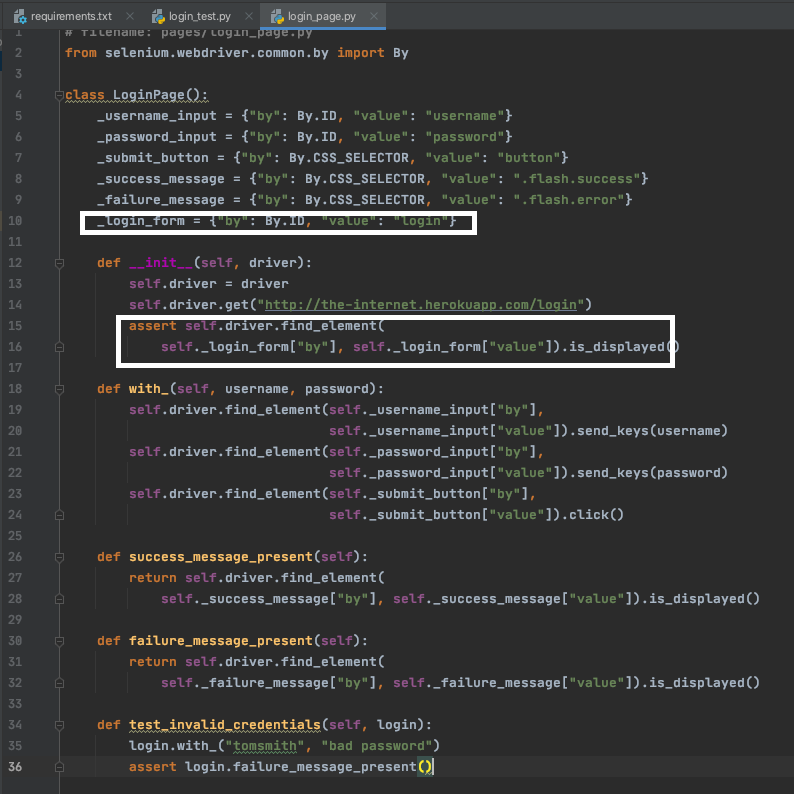 requirements.txt login_test.py login_page.py
1 # filename: pages/login_page.py
2 from selenium.webdriver.common.by import By
3
4 class LoginPage():
5     _username_input = {"by": By.ID, "value": "username"}
6     _password_input = {"by": By.ID, "value": "password"}
7     _submit_button = {"by": By.CSS_SELECTOR, "value": "button"}
8     _success_message = {"by": By.CSS_SELECTOR, "value": ".flash.success"}
9     _failure_message = {"by": By.CSS_SELECTOR, "value": ".flash.error"}
10     _login_form = {"by": By.ID, "value": "login"}
11
12     def __init__(self, driver):
13         self.driver = driver
14         self.driver.get("http://the-internet.herokuapp.com/login")
15         assert self.driver.find_element(
16             self._login_form["by"], self._login_form["value"]).is_displayed()
17
18     def with_(self, username, password):
19         self.driver.find_element(self._username_input["by"],
20                                  self._username_input["value"]).send_keys(username)
21         self.driver.find_element(self._password_input["by"],
22                                  self._password_input["value"]).send_keys(password)
23         self.driver.find_element(self._submit_button["by"],
24                                  self._submit_button["value"]).click()
25
26     def success_message_present(self):
27         return self.driver.find_element(
28             self._success_message["by"], self._success_message["value"]).is_displayed()
29
30     def failure_message_present(self):
31         return self.driver.find_element(
32             self._failure_message["by"], self._failure_message["value"]).is_displayed()
33
34     def test_invalid_credentials(self, login):
35         login.with_("tomsmith", "bad password")
36         assert login.failure_message_present()